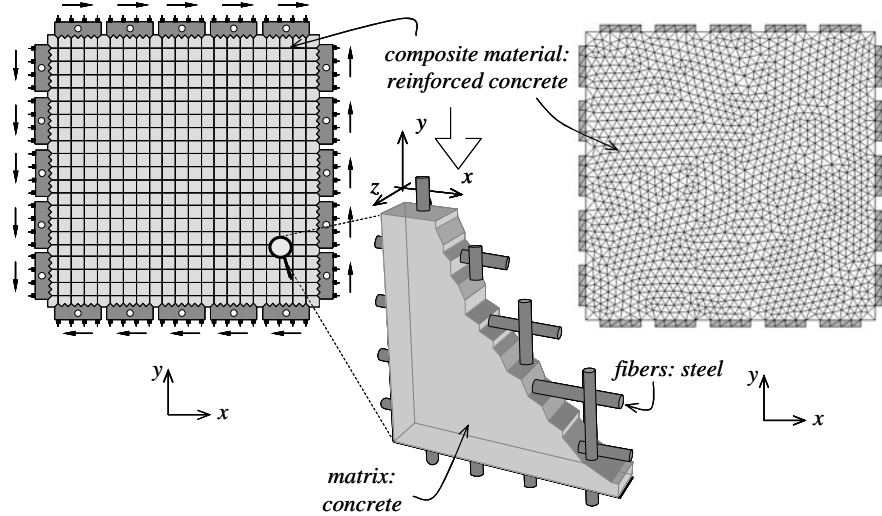 composite material:
reinforced concrete
y
x
z
fibers: steel
y
x
y
x
matrix:
concrete